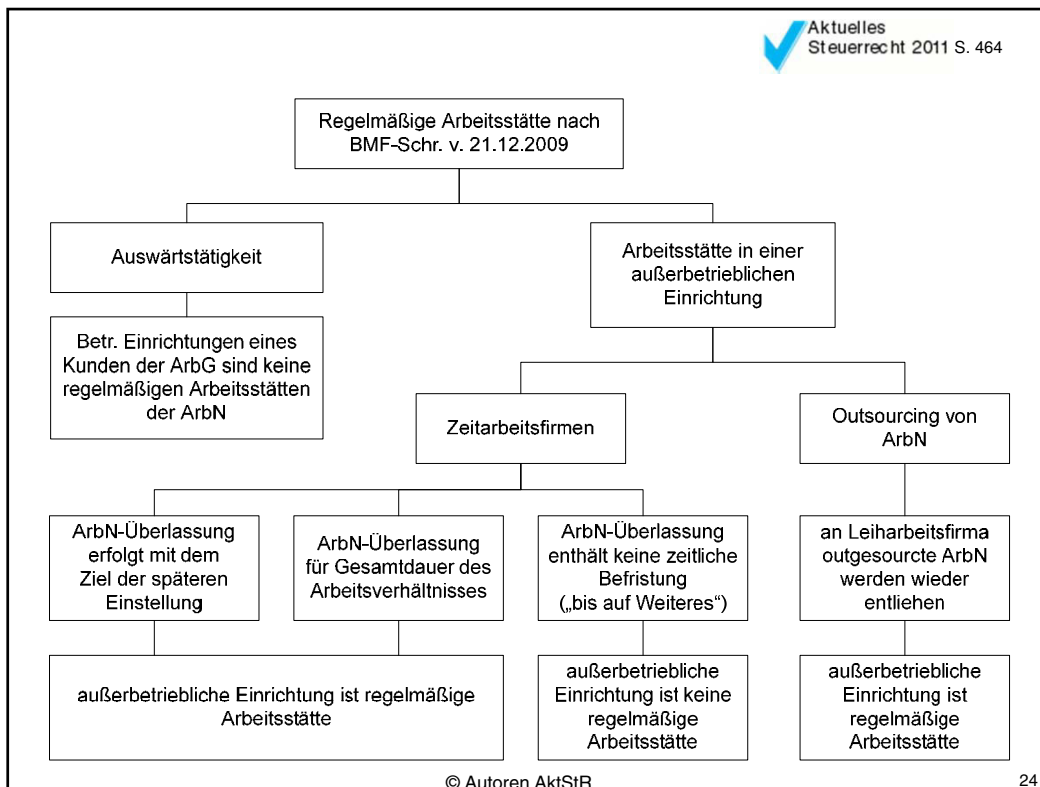 Aktuelles
Steuerrecht 2011 S. 464
Regelmäßige Arbeitsstätte nach
BMF-Schr. v. 21.12.2009
Auswärtstätigkeit
Arbeitsstätte in einer
außerbetrieblichen
Einrichtung
Betr. Einrichtungen eines
Kunden der ArbG sind keine
regelmäßigen Arbeitsstätten
der ArbN
Zeitarbeitsfirmen
Outsourcing von
ArbN
ArbN-Überlassung
erfolgt mit dem
Ziel der späteren
Einstellung
ArbN-Überlassung
für Gesamtdauer des
Arbeitsverhältnisses
ArbN-Überlassung
enthält keine zeitliche
Befristung
(„bis auf Weiteres“)
an Leiharbeitsfirma
outgesourcte ArbN
werden wieder
entliehen
außerbetriebliche Einrichtung ist regelmäßige
Arbeitsstätte
außerbetriebliche
Einrichtung ist keine
regelmäßige
Arbeitsstätte
außerbetriebliche
Einrichtung ist
regelmäßige
Arbeitsstätte
© Autoren AktStR
24